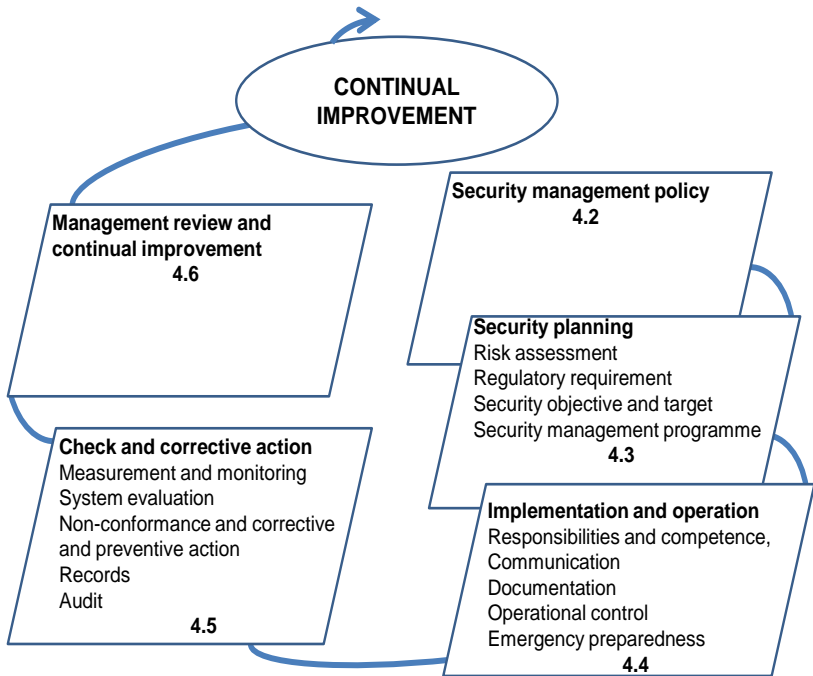 CONTINUAL
IMPROVEMENT
Security management policy
4.2
Security planning
Risk assessment
Regulatory requirement
Security objective and target
Security management programme
4.3
Implementation and operation
Responsibilities and competence,
Communication
Documentation
Operational control
Emergency preparedness
4.4
Check and corrective action
Measurement and monitoring
System evaluation
Non-conformance and corrective
and preventive action
Records
Audit
4.5
Management review and
continual improvement
4.6